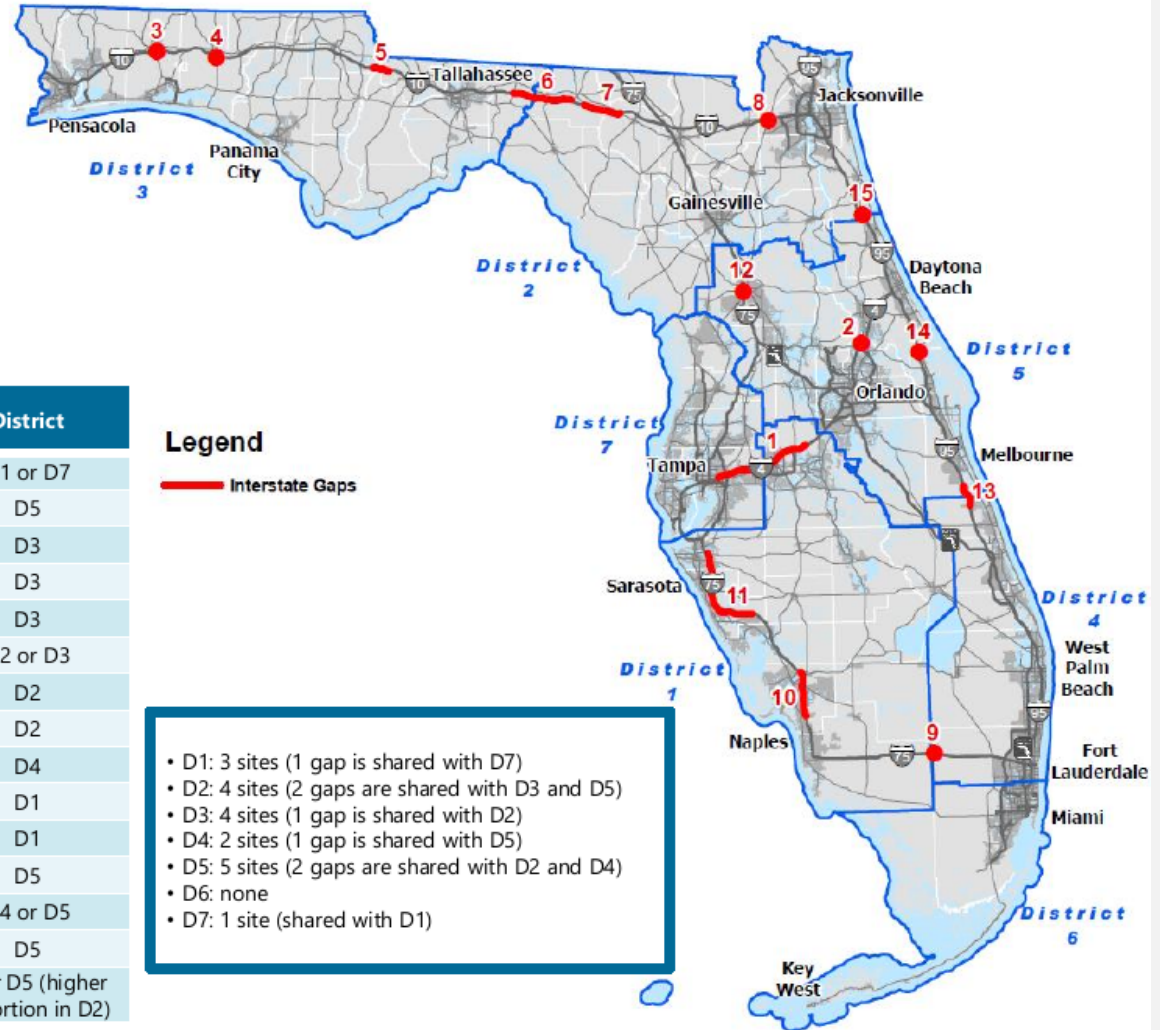 3
4
5
6
7
8
10
10
75
10
95
Tallahassee
Jacksonville
Pensacola
Panama
City
District
3
Gainesville
15
95
District
2
12
75
Daytona
Beach
2
4
14
District
5
Orlando
District
7
1
4
Tampa
95
Melbourne
13
Sarasota
75
11
District
4
West
Palm
Beach
District
1
10
95
9
Naples
75
Fort
Lauderdale
Miami
District
6
Key
West
District
1 or D7
D5
D3
D3
D3
2 or D3
D2
D2
D4
D1
D1
D5
4 or D5
D5
D5 (higher
rtion in D2)
Legend
Interstate Gaps
• D1: 3 sites (1 gap is shared with D7)
• D2: 4 sites (2 gaps are shared with D3 and D5)
• D3: 4 sites (1 gap is shared with D2)
• D4: 2 sites (1 gap is shared with D5)
• D5: 5 sites (2 gaps are shared with D2 and D4)
• D6: none
• D7: 1 site (shared with D1)